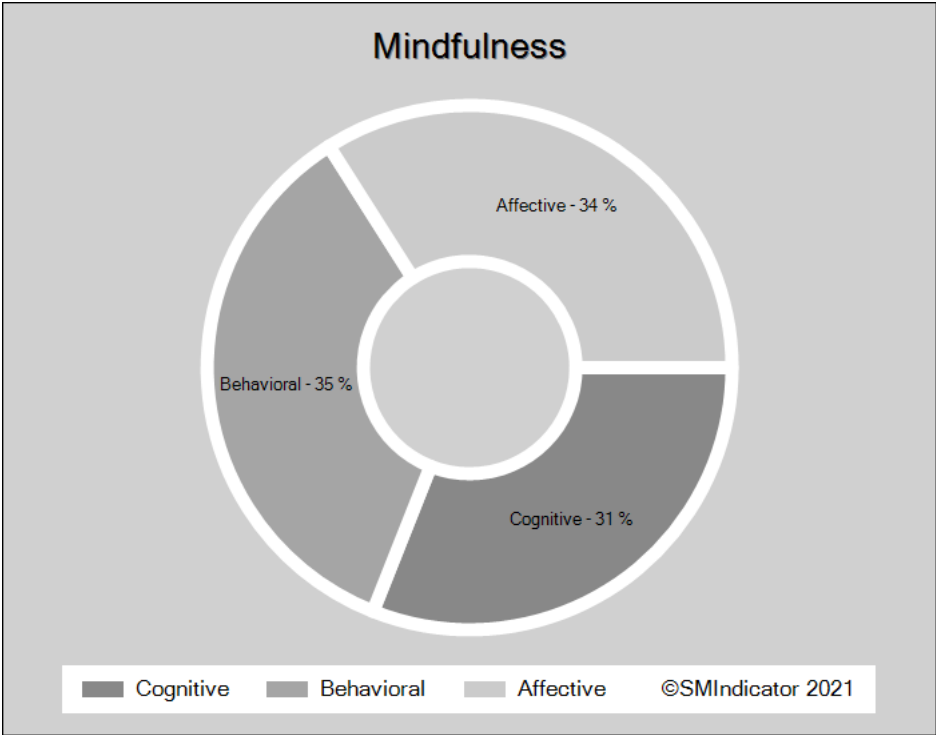 Mindfulness
Affective - 34 %
Behavioral - 35 %
Cognitive - 31 %
Cognitive Behavioral Affective ©SMIndicator 2021